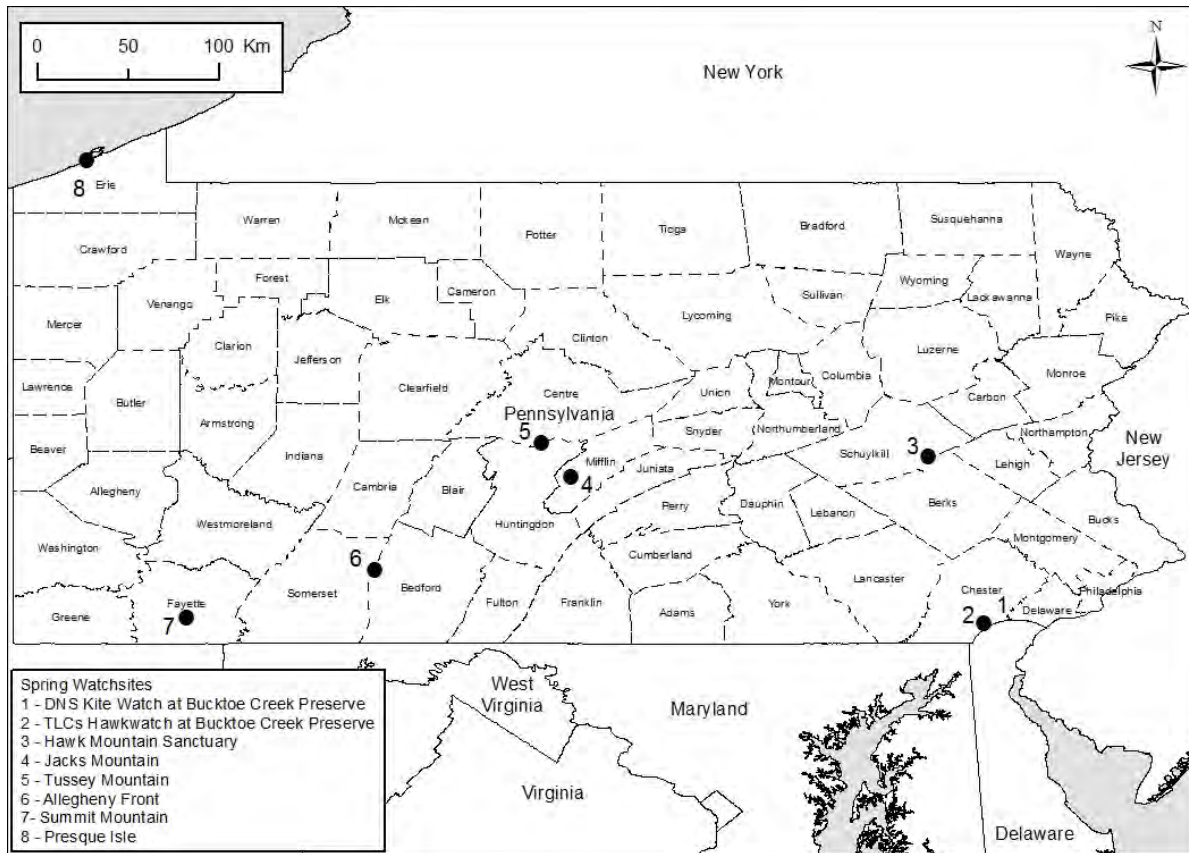 0 50 100 Km
N
New York
8
Erie
Warren
Mckean
Potter
Tioga
Bradford
Susquehanna
Crawford
Wayne
Forest
Elk
Cameron
Wyoming
Lackawanna
Venango
Sullivan
Mercer
Lycoming
Pike
Clarion
Jefferson
Clinton
Luzerne
Lawrence
Clearfield
Centre
Union
Montour
Columbia
Monroe
Butler
Pennsylvania
Carbon
Armstrong
5
Snyder
Northumberland
3
Northampton
New
Jersey
Beaver
Indiana
Mifflin
Juniata
Schuylkill
Lehigh
Allegheny
Cambria
Blair
4
Perry
Dauphin
Lebanon
Berks
Westmoreland
Huntingdon
Bucks
Washington
Cumberland
Montgomery
6
Lancaster
Somerset
Bedford
Chester
Philadelphia
Greene
Fayette
Fulton
Franklin
Adams
York
2
1
Delaware
7
Spring Watchsites
1 - DNS Kite Watch at Bucktoe Creek Preserve
2 - TLCs Hawkwatch at Bucktoe Creek Preserve
3 - Hawk Mountain Sanctuary
4 - Jacks Mountain
5 - Tussey Mountain
6 - Allegheny Front
7- Summit Mountain
8 - Presque Isle
West
Virginia
Maryland
Virginia
Delaware